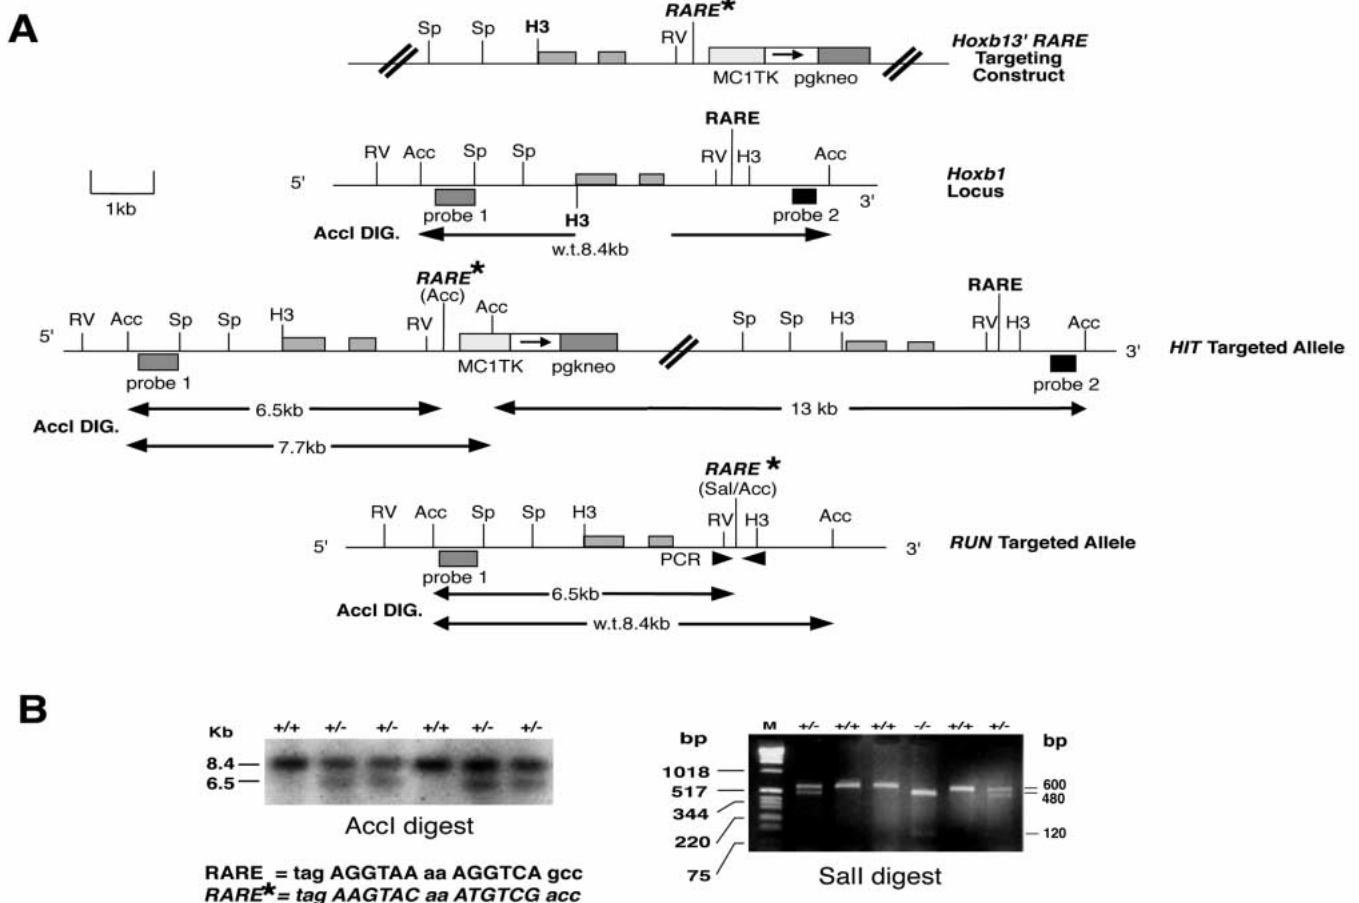 A
RARE*
Sp Sp H3 RV
MC1TK pgkneo
Hoxb13' RARE
Targeting
Construct
RARE
RV Acc Sp Sp RV H3 Acc
5' 3'
probe 1 H3 probe 2
1kb
Hoxb1
Locus
AccI DIG. w.t.8.4kb
RARE*
(Acc)
RARE
RV Acc Sp Sp H3 RV Acc Sp Sp H3 RV H3 Acc
5' 3'
probe 1 MC1TK pgkneo probe 2
HIT Targeted Allele
6.5kb 13 kb
AccI DIG.
7.7kb
RARE *
(Sal/Acc)
RV Acc Sp Sp H3 RV H3 Acc
5' 3'
probe 1 PCR
RUN Targeted Allele
6.5kb
AccI DIG.
w.t.8.4kb
B
Kb +/+ +/- +/- +/+ +/- +/-
8.4
6.5
AccI digest
RARE = tag AGGTAA aa AGGTCA gcc
RARE* = tag AAGTAC aa ATGTCG acc
M +/- +/+ +/+ -/- +/+ +/-
bp bp
1018
517
344
220
75
600
480
120
SalI digest